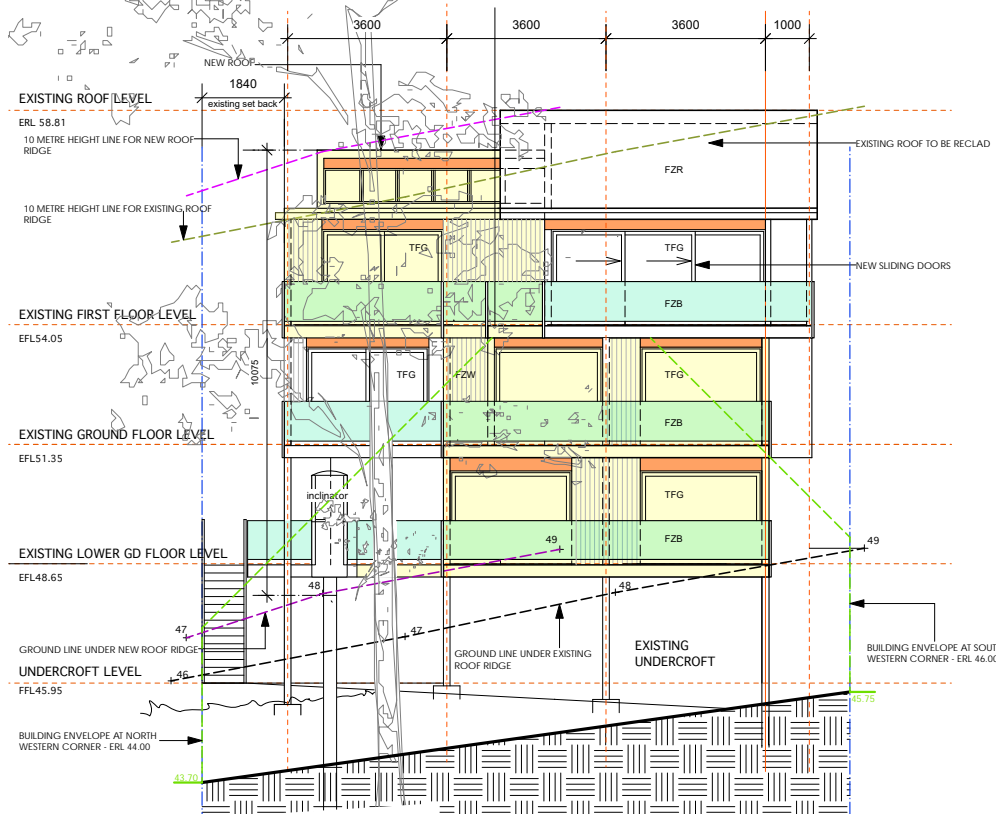 3600
3600
3600
1000
NEW ROOF
1840
existing set back
EXISTING ROOF LEVEL
ERL 58.81
10 METRE HEIGHT LINE FOR NEW ROOF
RIDGE
EXISTING ROOF TO BE RECLAD
FZR
10 METRE HEIGHT LINE FOR EXISTING ROOF
RIDGE
TFG
TFG
NEW SLIDING DOORS
FZB
EXISTING FIRST FLOOR LEVEL
EFL54.05
10075
TFG
FZW
TFG
FZB
EXISTING GROUND FLOOR LEVEL
EFL51.35
inclinator
TFG
FZB
49
49
EXISTING LOWER GD FLOOR LEVEL
EFL48.65
48
48
47
47
GROUND LINE UNDER NEW ROOF RIDGE
GROUND LINE UNDER EXISTING
ROOF RIDGE
EXISTING
UNDERCROFT
BUILDING ENVELOPE AT SOUT
WESTERN CORNER - ERL 46.00
46
UNDERCROFT LEVEL
FFL45.95
45.75
BUILDING ENVELOPE AT NORTH
WESTERN CORNER - ERL 44.00
43.70